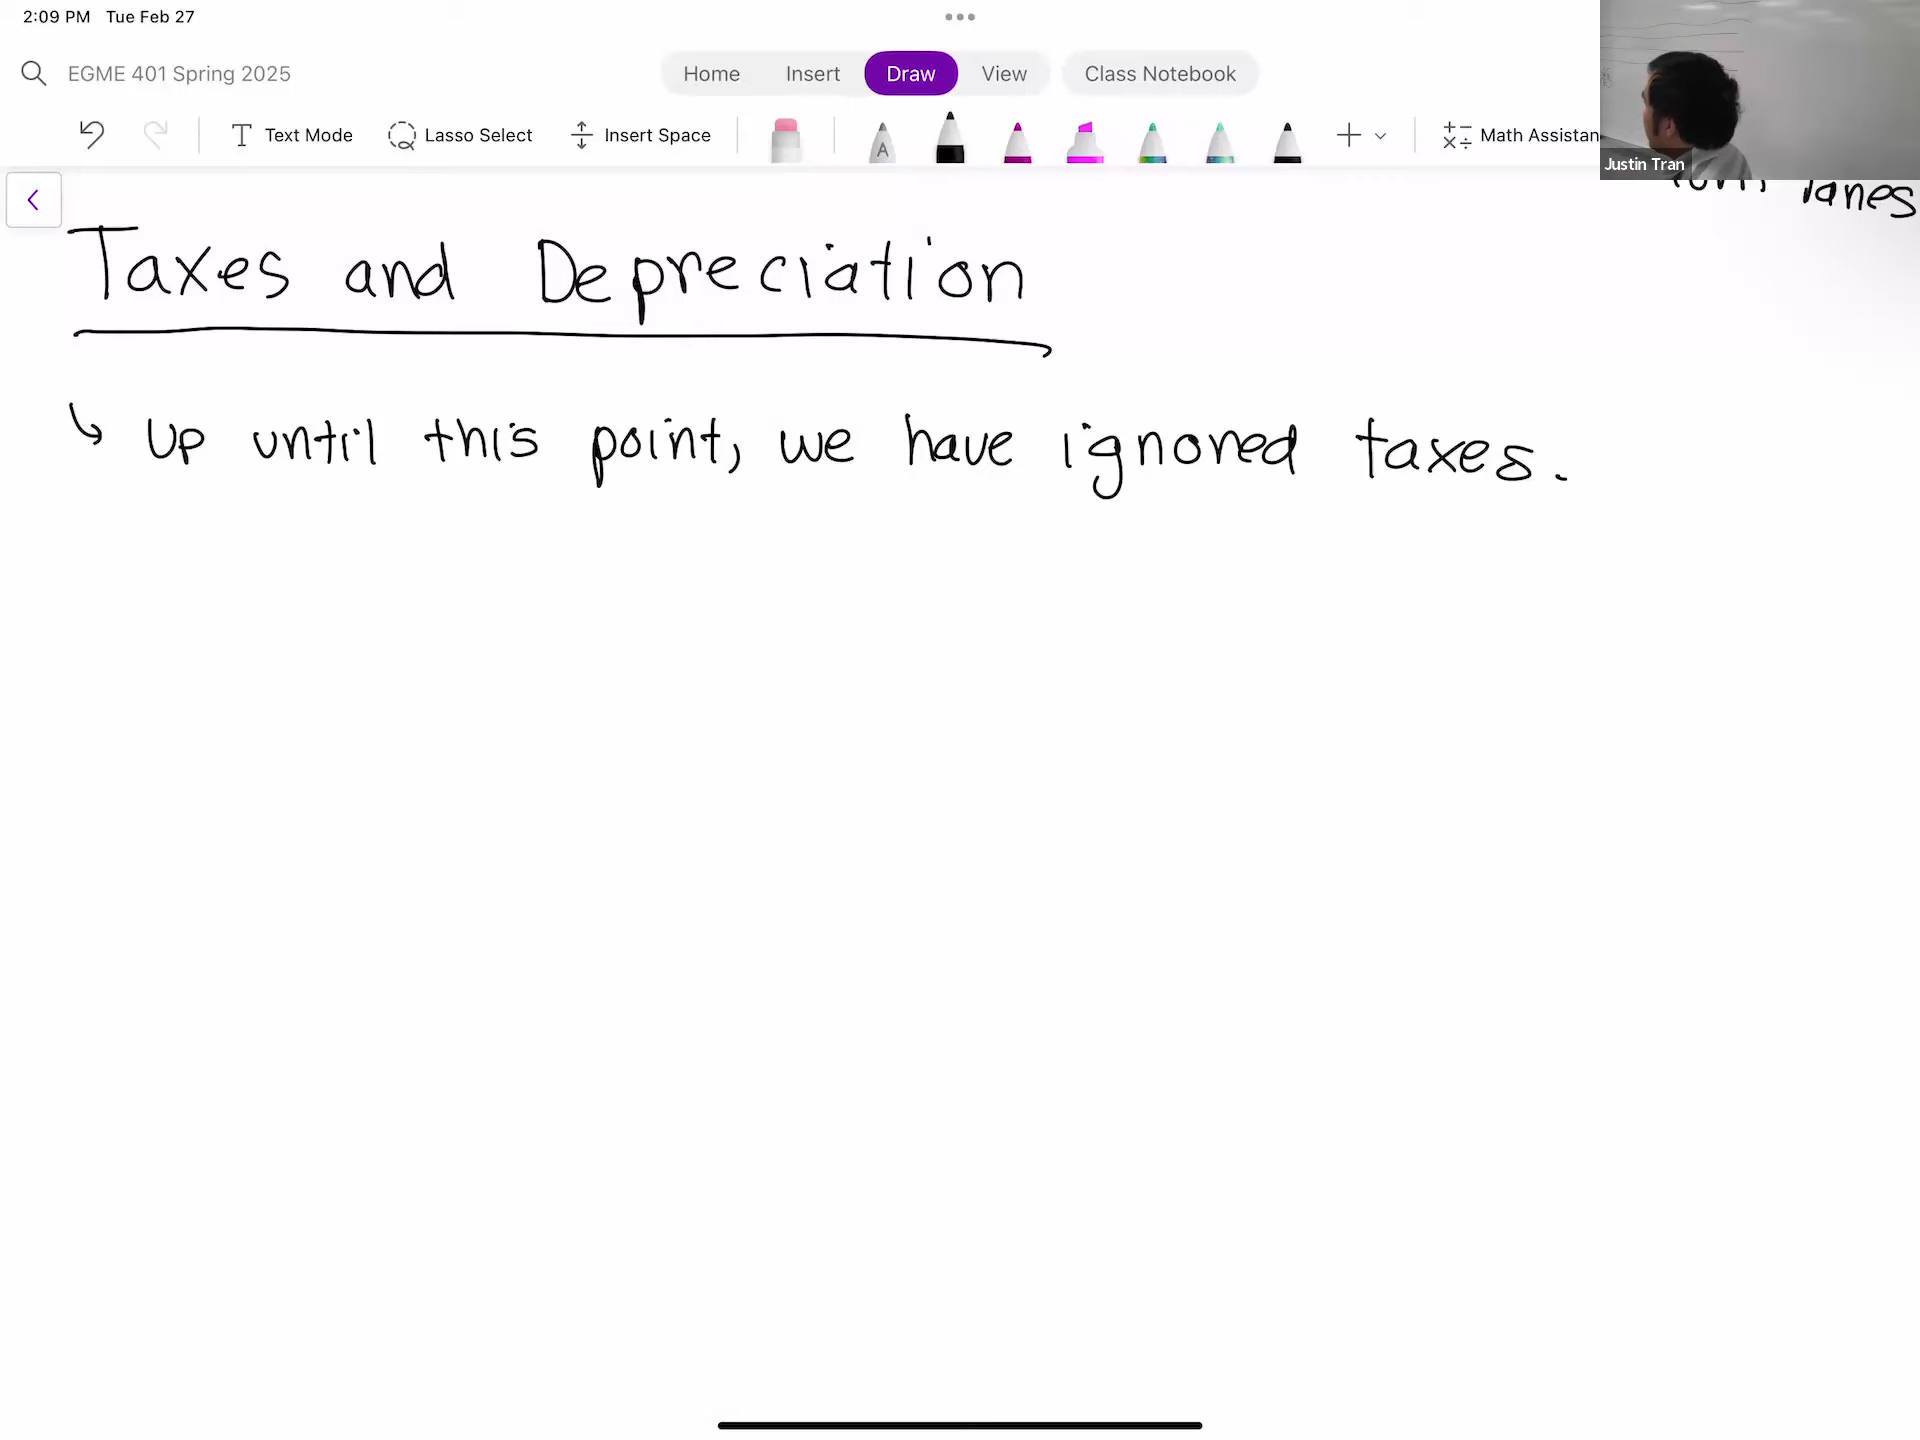 2:09 PM Tue Feb 27
EGME 401 Spring 2025
Home Insert Draw View Class Notebook
Text Mode Lasso Select Insert Space A Math Assistan
Justin Tran
lanes
Taxes and Depreciation
↳ Up until this point, we have ignored taxes.